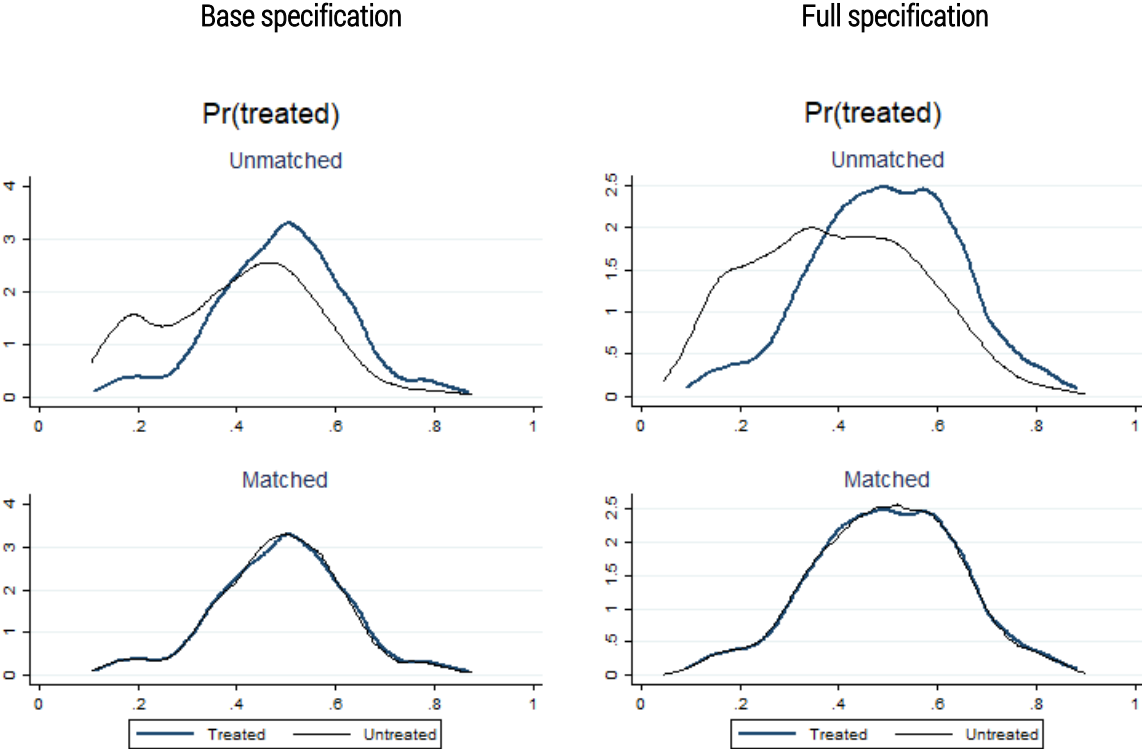 Base specification
Full specification
Pr(treated)
Unmatched
4
3
2
1
0
0 .2 .4 .6 .8 1
Matched
4
3
2
1
0
0 .2 .4 .6 .8 1
Treated Untreated
Pr(treated)
Unmatched
2.5
2
1.5
1
.5
0
0 .2 .4 .6 .8 1
Matched
2.5
2
1.5
1
.5
0
0 .2 .4 .6 .8 1
Treated Untreated